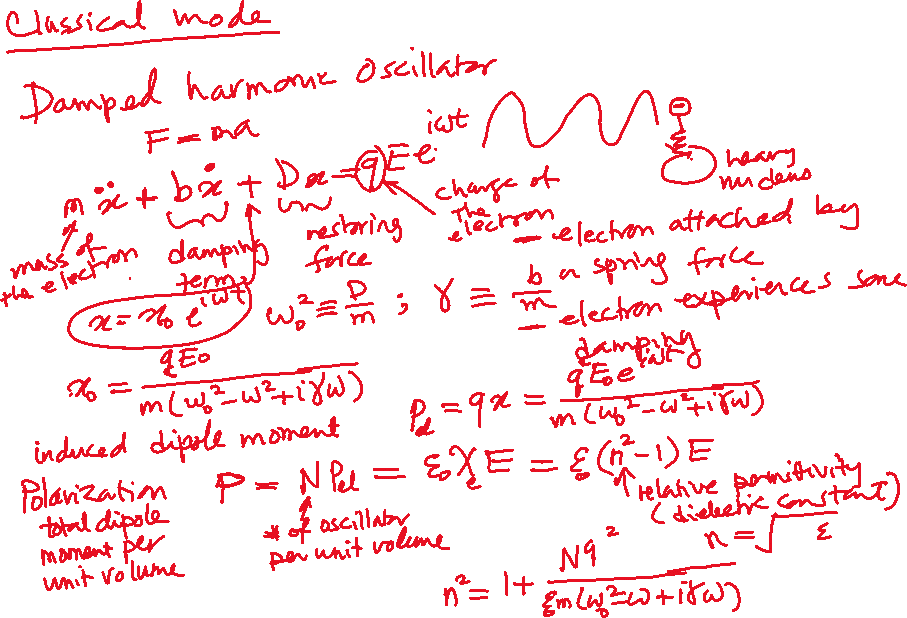 Classical mode
Damped harmonic Oscillator
F = ma
m ẍ + b ẋ + D x = q E e^{iωt}
heavy nucleus
mass of the electron
damping term
restoring force
charge of the electron
– electron attached by a spring force
– electron experiences some damping
x = x₀ e^{iωt}
ω₀² ≡ D/m ; γ ≡ b/m
x₀ = qE₀ / m(ω₀² – ω² + iγω)
P_el = qx = qE₀e^{iωt} / m(ω₀² – ω² + iγω)
induced dipole moment
Polarization
total dipole
moment per
unit volume
P = N P_el = ε₀ χ_e E = ε₀(n² – 1) E
# of oscillator
per unit volume
relative permittivity
(dielectric constant)
n = √ε
n² = 1 + Nq² / ε₀m(ω₀² – ω + iγω)